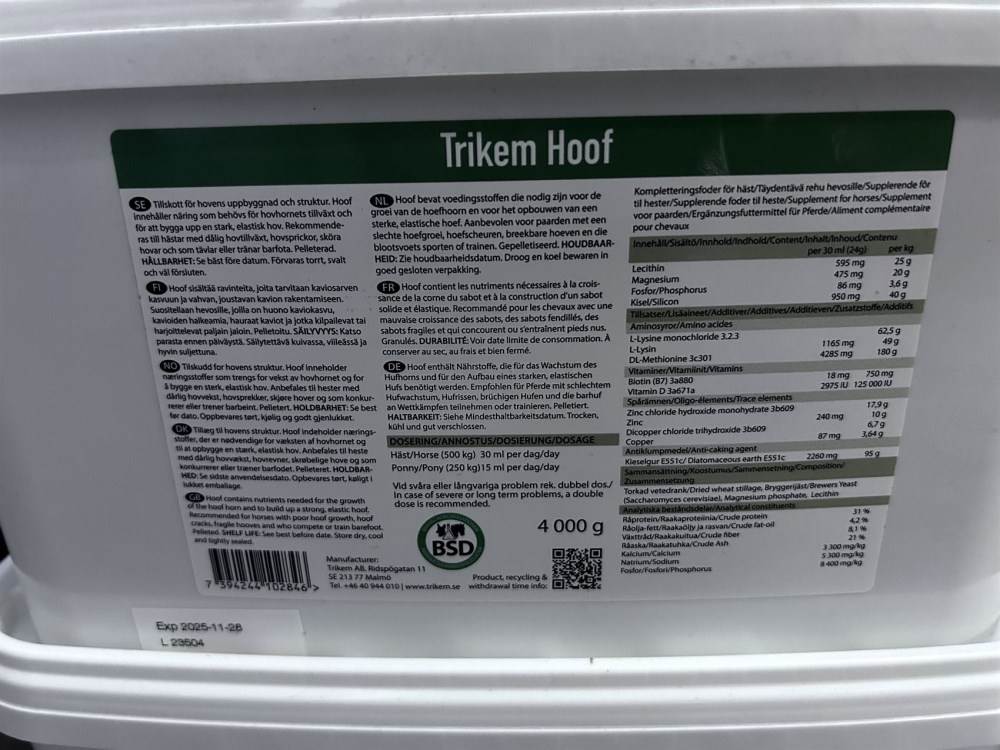 Trikem Hoof
SE Tillskott för hovens uppbyggnad och struktur. Hoof
innehåller näring som behövs för hovhornets tillväxt och
för att bygga upp en stark, elastisk hov. Rekommende-
ras till hästar med dålig hovtillväxt, hovsprickor, sköra
hovar och som tävlar eller tränar barfota. Pelleterad.
HÅLLBARHET: Se bäst före datum. Förvaras torrt, svalt
och väl försluten.
FI Hoof sisältää ravinteita, joita tarvitaan kaviosarven
kasvuun ja vahvan, joustavan kavion rakentamiseen.
Suositellaan hevosille, joilla on huono kaviokasvu,
kavioiden halkeamia, hauraat kaviot ja jotka kilpailevat tai
harjoittelevat paljain jaloin. Pelletoitu. SÄILYVYYS: Katso
parasta ennen päiväystä. Säilytettävä kuivassa, viileässä ja
hyvin suljettuna.
NO Tilskudd for hovens struktur. Hoof inneholder
næringsstoffer som trengs for vekst av hovhornet og for
å bygge en sterk, elastisk hov. Anbefales til hester med
dårlig hovvekst, hovsprekker, skjøre hover og som konkur-
rerer eller trener barbeint. Pelletert. HOLDBARHET: Se best
før dato. Oppbevares tørt, kjølig og godt gjenlukket.
DK Tillæg til hovens struktur. Hoof indeholder nærings-
stoffer, der er nødvendige for væksten af hovhornet og
til at opbygge en stærk, elastisk hov. Anbefales til heste
med dårlig hovvækst, hovrevner, skrøbelige hove og som
konkurrerer eller træner barfodet. Pelleteret. HOLDBAR-
HED: Se sidste anvendelsesdato. Opbevares tørt, køligt i
lukket emballage.
GB Hoof contains nutrients needed for the growth
of the hoof horn and to build up a strong, elastic hoof.
Recommended for horses with poor hoof growth, hoof
cracks, fragile hooves and who compete or train barefoot.
Pelleted. SHELF LIFE: See best before date. Store dry, cool
and tightly sealed.
7 394244 102846 >
NL Hoof bevat voedingsstoffen die nodig zijn voor de
groei van de hoefhoorn en voor het opbouwen van een
sterke, elastische hoef. Aanbevolen voor paarden met een
slechte hoefgroei, hoefscheuren, breekbare hoeven en die
blootsvoets sporten of trainen. Gepelletiseerd. HOUDBAAR-
HEID: Zie houdbaarheidsdatum. Droog en koel bewaren in
goed gesloten verpakking.
FR Hoof contient les nutriments nécessaires à la crois-
sance de la corne du sabot et à la construction d'un sabot
solide et élastique. Recommandé pour les chevaux avec une
mauvaise croissance des sabots, des sabots fendillés, des
sabots fragiles et qui concourent ou s'entraînent pieds nus.
Granulés. DURABILITÉ: Voir date limite de consommation. À
conserver au sec, au frais et bien fermé.
DE Hoof enthält Nährstoffe, die für das Wachstum des
Hufhorns und für den Aufbau eines starken, elastischen
Hufs benötigt werden. Empfohlen für Pferde mit schlechtem
Hufwachstum, Hufrissen, brüchigen Hufen und die barhuf
an Wettkämpfen teilnehmen oder trainieren. Pelletiert.
HALTBARKEIT: Siehe Mindesthaltbarkeitsdatum. Trocken,
kühl und gut verschlossen.
DOSERING/ANNOSTUS/DOSIERUNG/DOSAGE
Häst/Horse (500 kg) 30 ml per dag/day
Ponny/Pony (250 kg) 15 ml per dag/day
Vid svåra eller långvariga problem rek. dubbel dos./
In case of severe or long term problems, a double
dose is recommended.
BSD
4 000 g
Manufacturer:
Trikem AB, Ridspögatan 11
SE 213 77 Malmö
Tel. +46 40 944 010 | www.trikem.se
Product, recycling &
withdrawal time info:
Kompletteringsfoder för häst/Täydentävä rehu hevosille/Supplerende fôr
til hester/Supplerende foder til heste/Supplement for horses/Supplement
voor paarden/Ergänzungsfuttermittel für Pferde/Aliment complémentaire
pour chevaux
Innehåll/Sisältö/Innhold/Indhold/Content/Inhalt/Inhoud/Contenu
per 30 ml (24g) per kg
Lecithin 595 mg 25 g
Magnesium 475 mg 20 g
Fosfor/Phosphorus 86 mg 3,6 g
Kisel/Silicon 950 mg 40 g
Tillsatser/Lisäaineet/Additiver/Additives/Additieven/Zusatzstoffe/Additifs
Aminosyror/Amino acides
L-Lysine monochloride 3.2.3 62,5 g
L-Lysin 1165 mg 49 g
DL-Methionine 3c301 4285 mg 180 g
Vitaminer/Vitamiinit/Vitamins
Biotin (B7) 3a880 18 mg 750 mg
Vitamin D 3a671a 2975 IU 125 000 IU
Spårämnen/Oligo-élements/Trace elements
Zinc chloride hydroxide monohydrate 3b609 17,9 g
Zinc 240 mg 10 g
Dicopper chloride trihydroxide 3b609 6,7 g
Copper 87 mg 3,64 g
Antiklumpmedel/Anti-caking agent
Kieselgur E551c/ Diatomaceous earth E551c 2260 mg 95 g
Sammansättning/Koostumus/Sammensetning/Composition/
Zusammensetzung
Torkad vetedrank/Dried wheat stillage, Bryggerijäst/Brewers Yeast
(Saccharomyces cerevisiae), Magnesium phosphate, Lecithin
Analytiska beståndsdelar/Analytical constituents
Råprotein/Raakaproteiinia/Crude protein 31 %
Råolja-fett/Raakaöljy ja rasvan/Crude fat-oil 4,2 %
Växttråd/Raakakuitua/Crude fiber 8,1 %
Råaska/Raakatuhka/Crude Ash 21 %
Kalcium/Calcium 3 300 mg/kg
Natrium/Sodium 5 300 mg/kg
Fosfor/Fosfori/Phosphorus 8 400 mg/kg
Exp 2025-11-28
L 23504